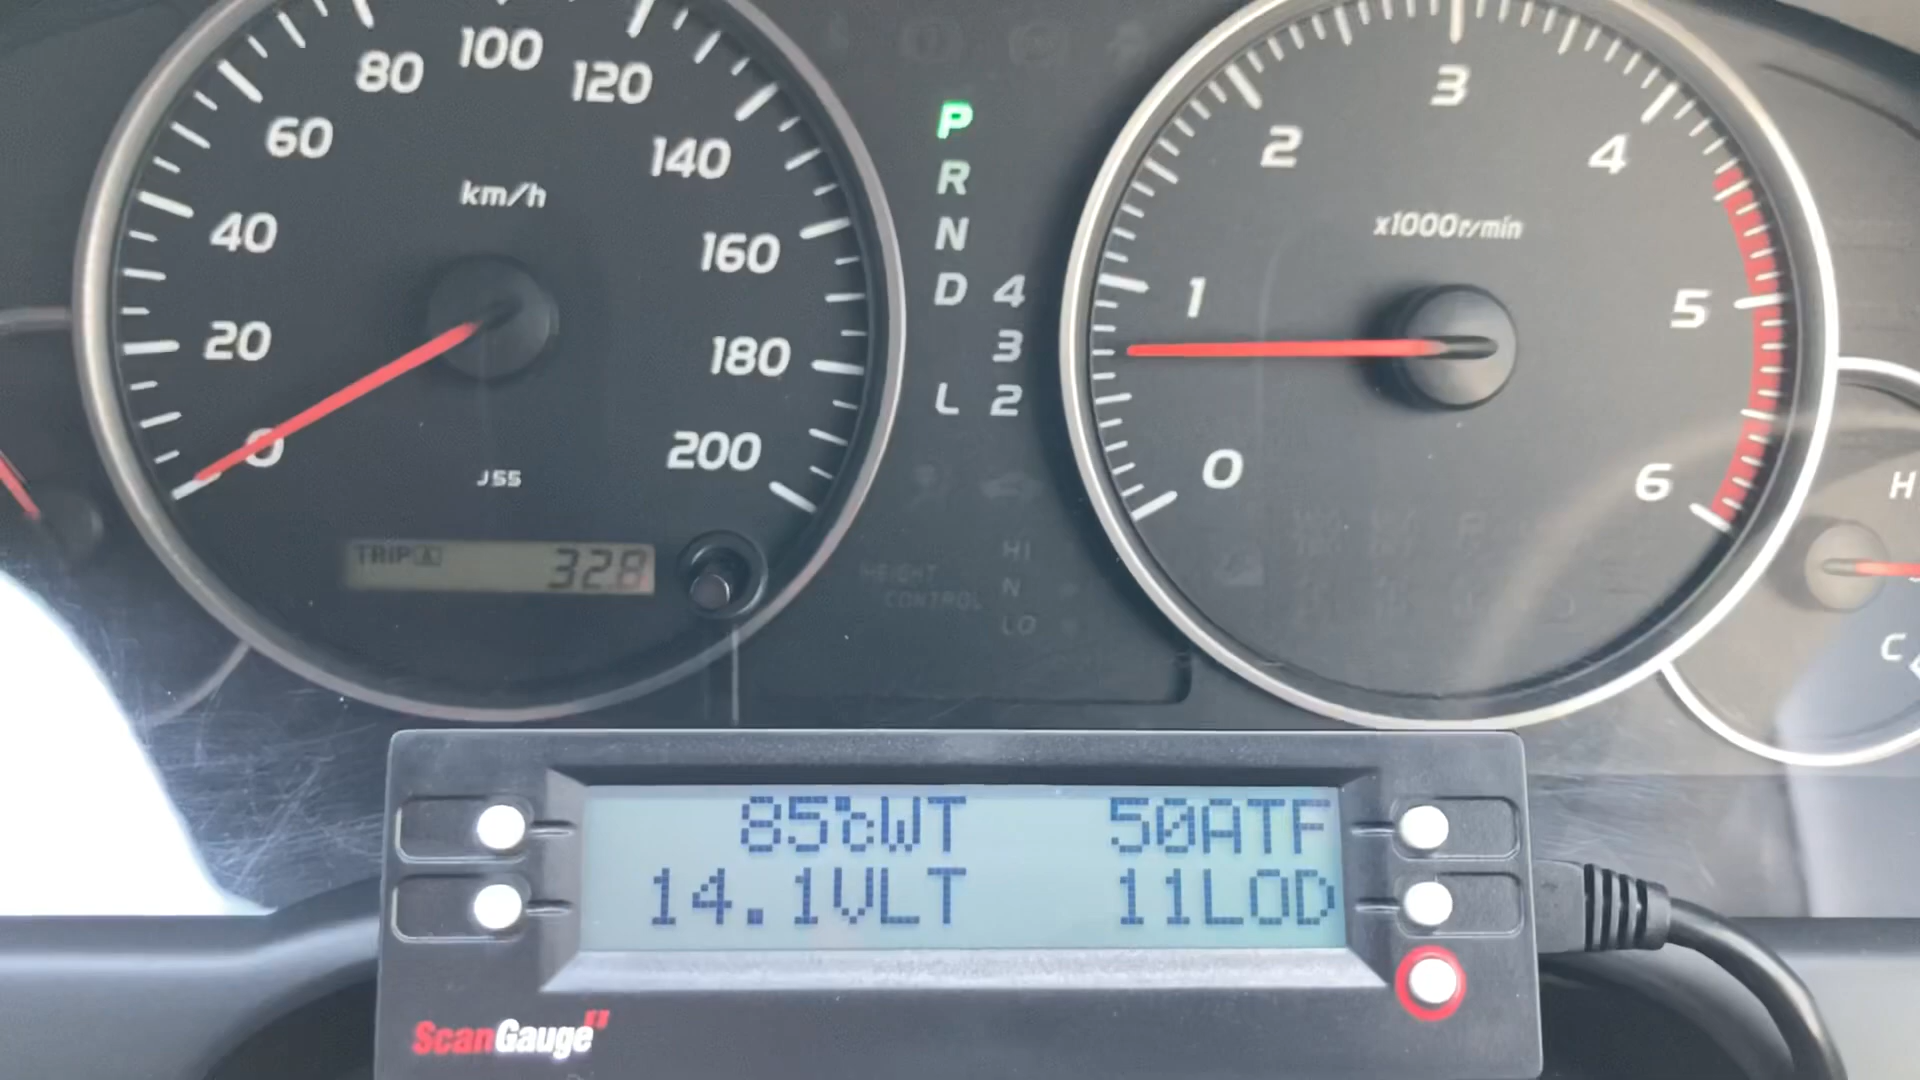 0
20
40
60
80
100
120
140
160
180
200
km/h
J55
TRIP A
328
P
R
N
D 4
3
L 2
HEIGHT
CONTROL
HI
N
LO
0
1
2
3
4
5
6
x1000r/min
H
C
85℃WT 50ATF
14.1VLT 11LOD
ScanGauge